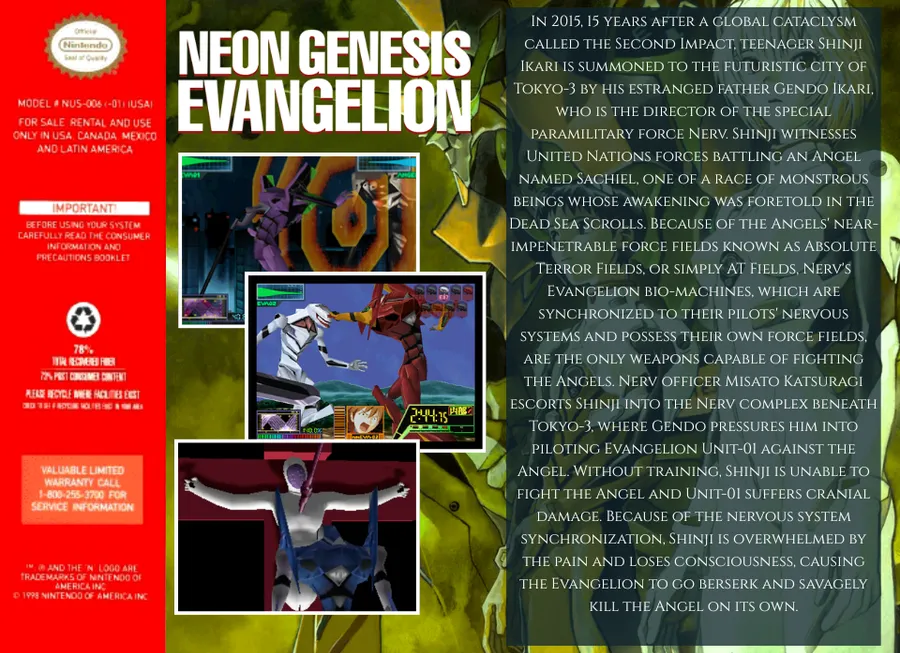 Official
Nintendo
Seal of Quality
MODEL # NUS-006 (-01) (USA)
FOR SALE, RENTAL AND USE
ONLY IN USA, CANADA, MEXICO
AND LATIN AMERICA
IMPORTANT!
BEFORE USING YOUR SYSTEM
CAREFULLY READ THE CONSUMER
INFORMATION AND
PRECAUTIONS BOOKLET
78%
TOTAL RECOVERED FIBER
73% POST CONSUMER CONTENT
PLEASE RECYCLE WHERE FACILITIES EXIST
VALUABLE LIMITED
WARRANTY CALL
1-800-255-3700 FOR
SERVICE INFORMATION
™, ® AND THE "N" LOGO ARE
TRADEMARKS OF NINTENDO OF
AMERICA INC
© 1998 NINTENDO OF AMERICA INC
NEON GENESIS
EVANGELION
EVA01
EVA02
2:44:75
内部
In 2015, 15 years after a global cataclysm
called the Second Impact, teenager Shinji
Ikari is summoned to the futuristic city of
Tokyo-3 by his estranged father Gendo Ikari,
who is the director of the special
paramilitary force Nerv. Shinji witnesses
United Nations forces battling an Angel
named Sachiel, one of a race of monstrous
beings whose awakening was foretold in the
Dead Sea Scrolls. Because of the Angels' near-
impenetrable force fields known as Absolute
Terror Fields, or simply AT Fields, Nerv's
Evangelion bio-machines, which are
synchronized to their pilots' nervous
systems and possess their own force fields,
are the only weapons capable of fighting
the Angels. Nerv officer Misato Katsuragi
escorts Shinji into the Nerv complex beneath
Tokyo-3, where Gendo pressures him into
piloting Evangelion Unit-01 against the
Angel. Without training, Shinji is unable to
fight the Angel and Unit-01 suffers cranial
damage. Because of the nervous system
synchronization, Shinji is overwhelmed by
the pain and loses consciousness, causing
the Evangelion to go berserk and savagely
kill the Angel on its own.